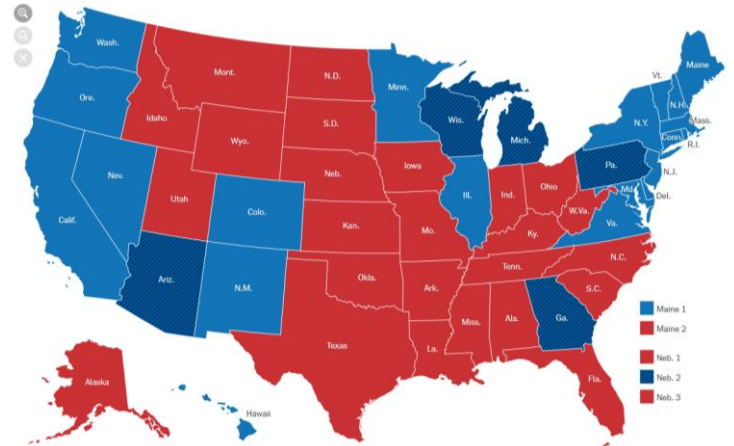 Wash.
Mont.
N.D.
Minn.
Maine
Vt.
N.H.
Ore.
Idaho
S.D.
Wis.
Mich.
N.Y.
Mass.
Wyo.
Conn.
R.I.
Iowa
Pa.
N.J.
Nev.
Utah
Neb.
Ill.
Ind.
Ohio
Md.
Del.
Calif.
Colo.
Kan.
Mo.
W.Va.
Va.
Ky.
Ariz.
N.M.
Okla.
Ark.
Tenn.
N.C.
S.C.
Texas
La.
Miss.
Ala.
Ga.
Fla.
Alaska
Hawaii
Maine 1
Maine 2
Neb. 1
Neb. 2
Neb. 3